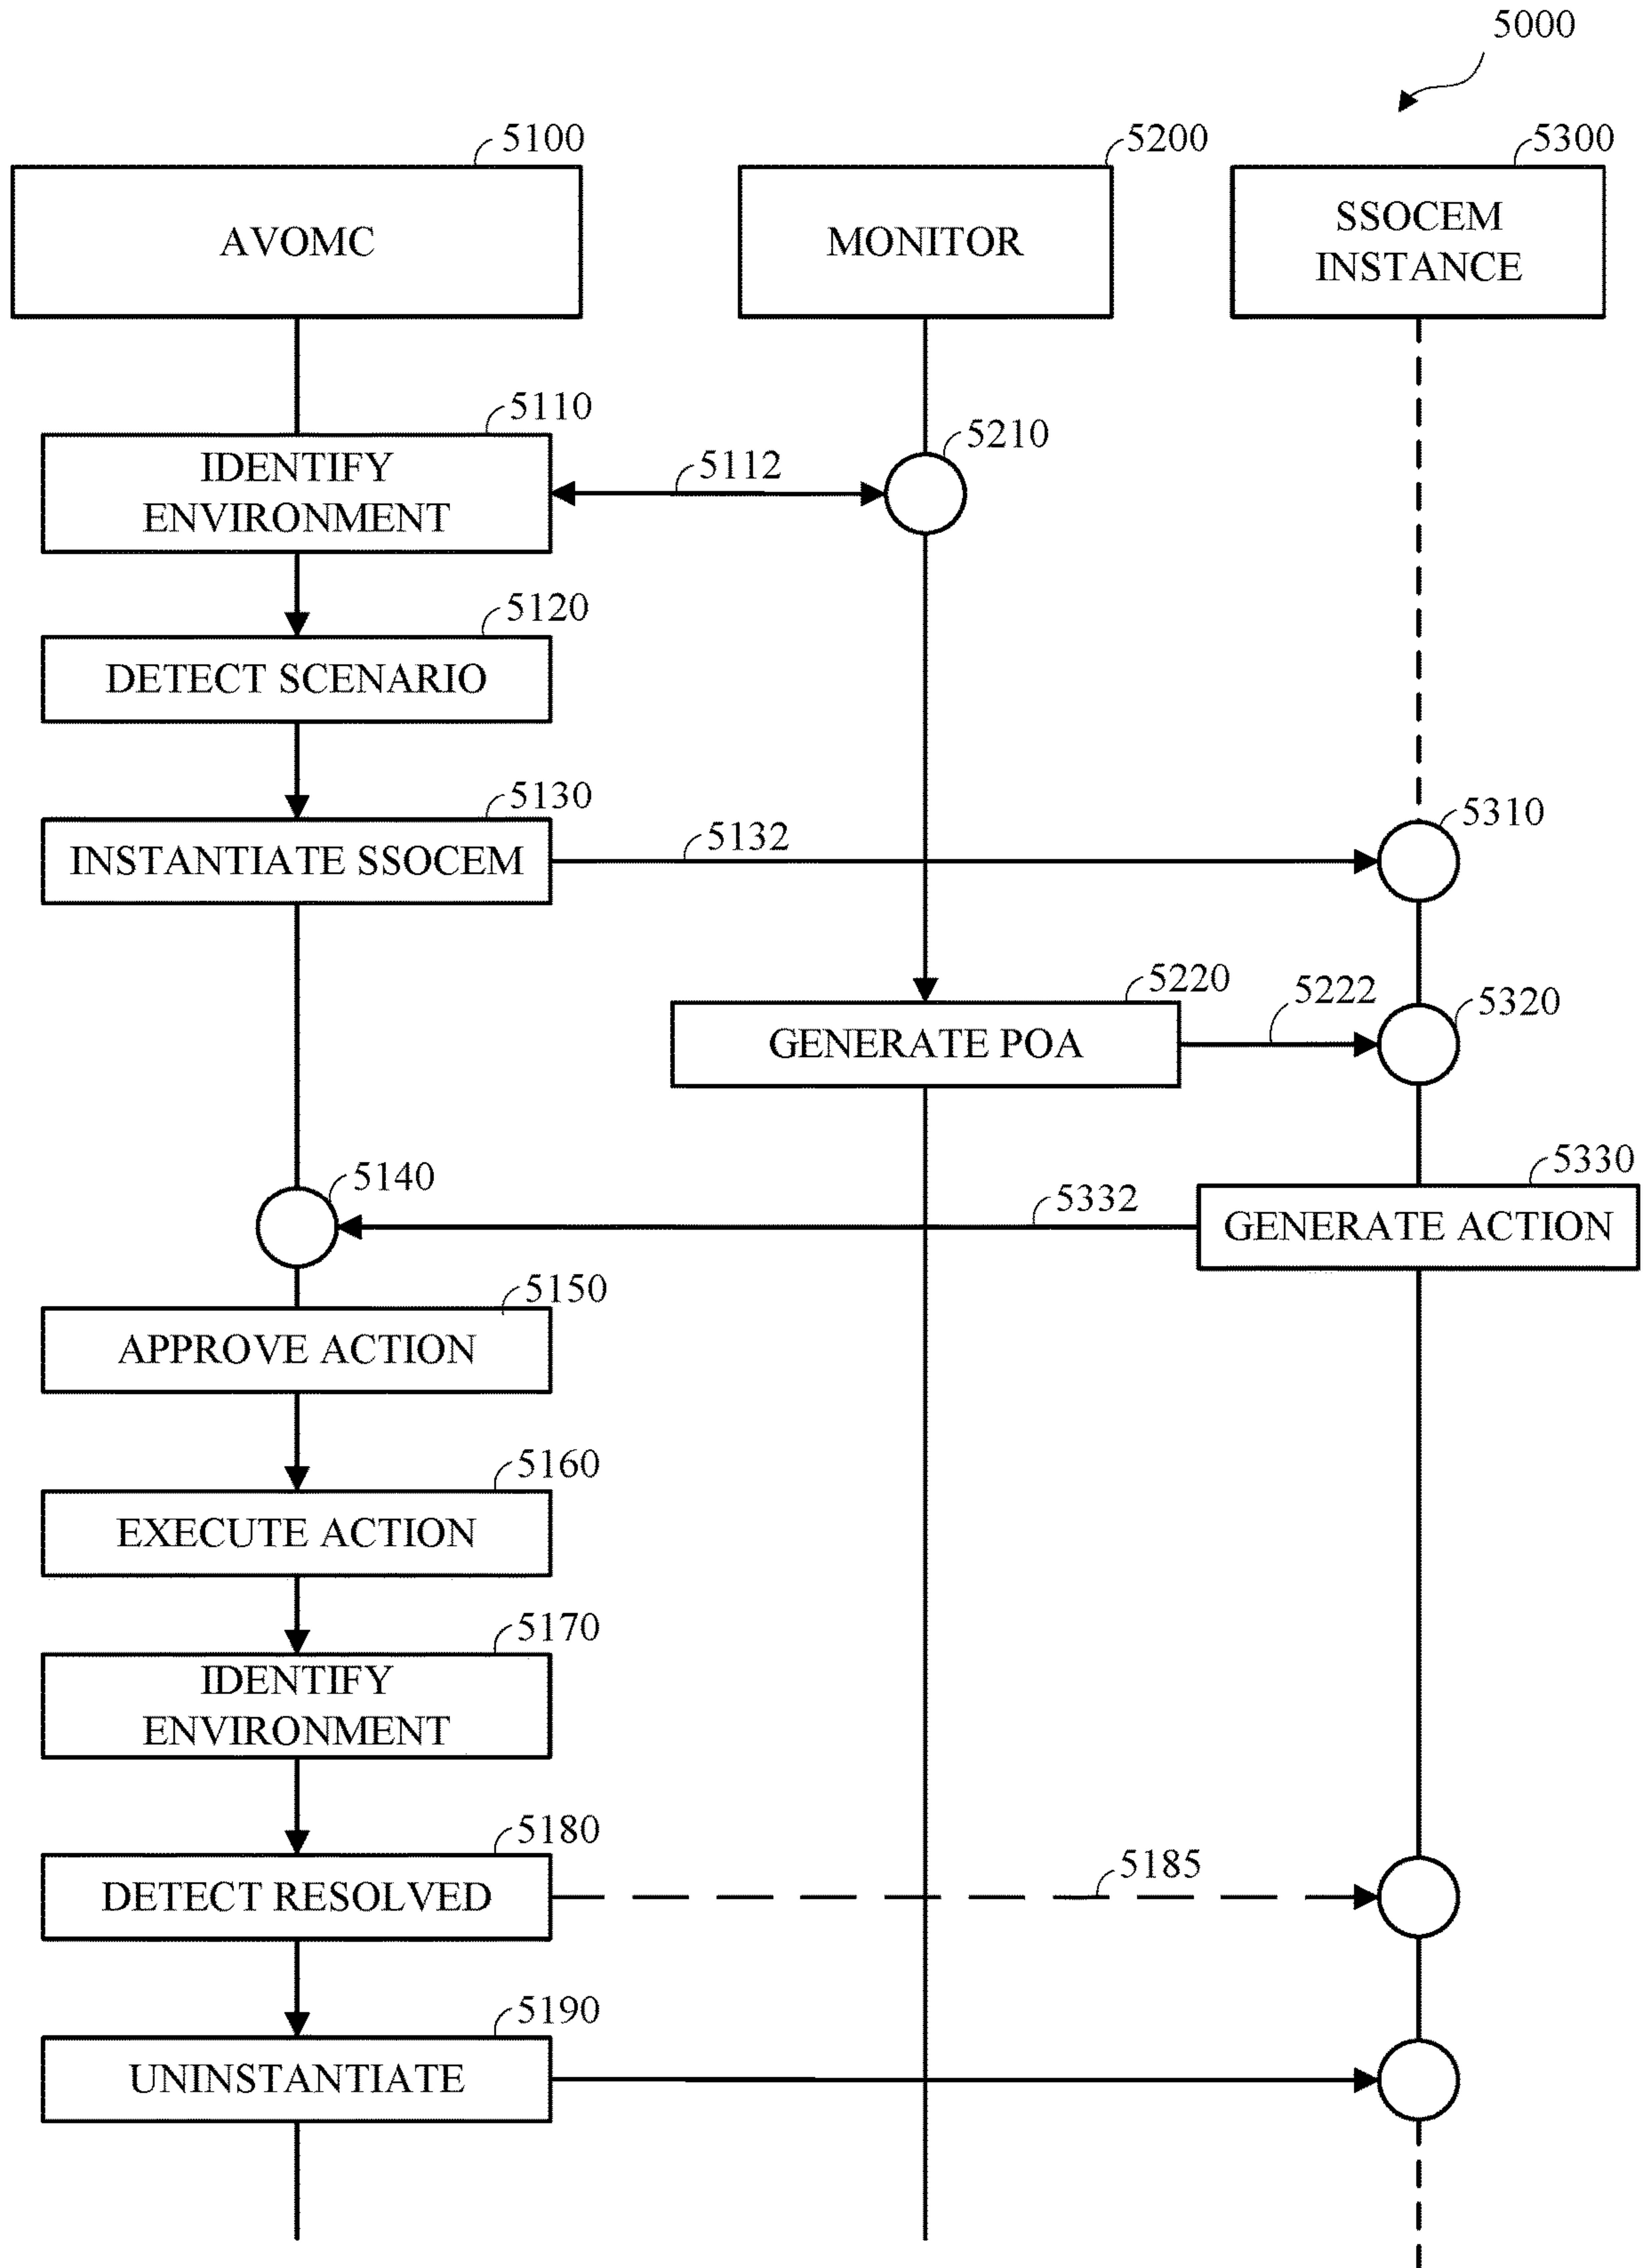 5000
5100
5200
5300
AVOMC
MONITOR
SSOCEM
INSTANCE
5110
IDENTIFY
ENVIRONMENT
5112
5210
5120
DETECT SCENARIO
5130
INSTANTIATE SSOCEM
5132
5310
5220
GENERATE POA
5222
5320
5140
5332
5330
GENERATE ACTION
5150
APPROVE ACTION
5160
EXECUTE ACTION
5170
IDENTIFY
ENVIRONMENT
5180
DETECT RESOLVED
5185
5190
UNINSTANTIATE